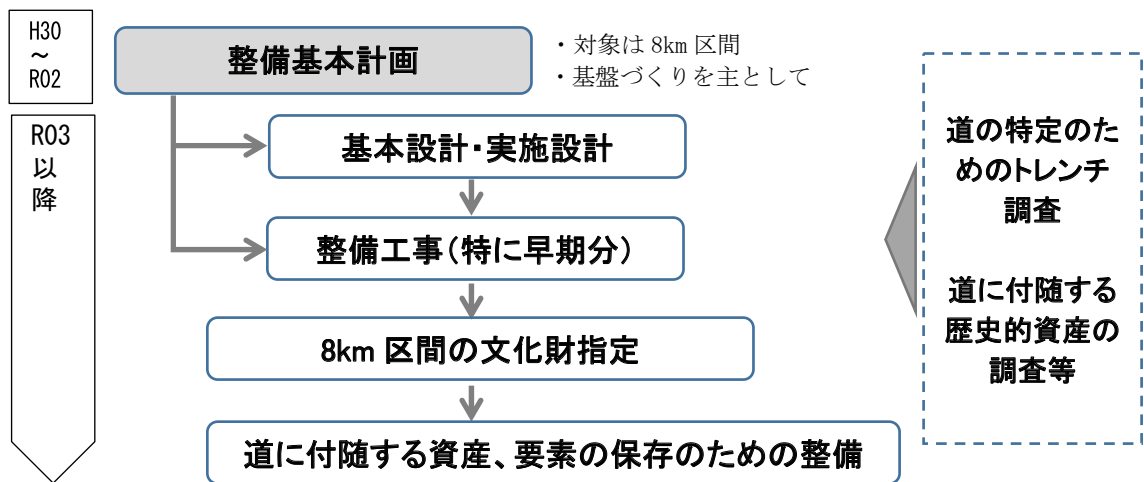 H30
～
R02
整備基本計画
・対象は 8km 区間
・基盤づくりを主として
R03
以
降
基本設計・実施設計
整備工事（特に早期分）
8km 区間の文化財指定
道に付随する資産、要素の保存のための整備
道の特定のた
めのトレンチ
調査
道に付随する
歴史的資産の
調査等